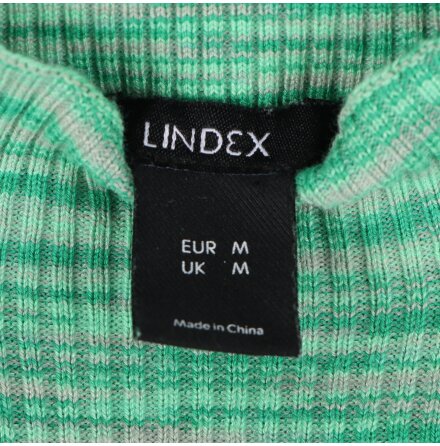 LINDEX
EUR M
UK M
Made in China